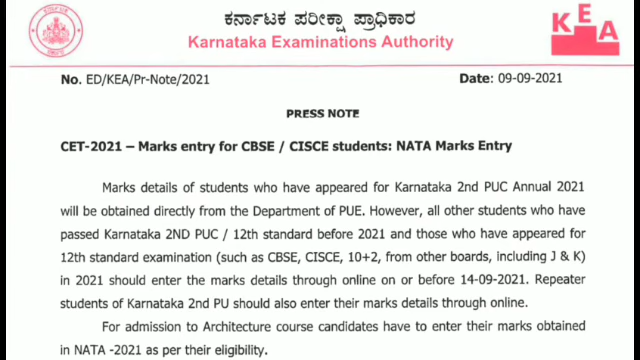 ಕರ್ನಾಟಕ ಪರೀಕ್ಷಾ ಪ್ರಾಧಿಕಾರ
KEA
Karnataka Examinations Authority
No. ED/KEA/Pr-Note/2021 Date: 09-09-2021
PRESS NOTE
CET-2021 – Marks entry for CBSE / CISCE students: NATA Marks Entry
Marks details of students who have appeared for Karnataka 2nd PUC Annual 2021
will be obtained directly from the Department of PUE. However, all other students who have
passed Karnataka 2ND PUC / 12th standard before 2021 and those who have appeared for
12th standard examination (such as CBSE, CISCE, 10+2, from other boards, including J & K)
in 2021 should enter the marks details through online on or before 14-09-2021. Repeater
students of Karnataka 2nd PU should also enter their marks details through online.
For admission to Architecture course candidates have to enter their marks obtained
in NATA -2021 as per their eligibility.